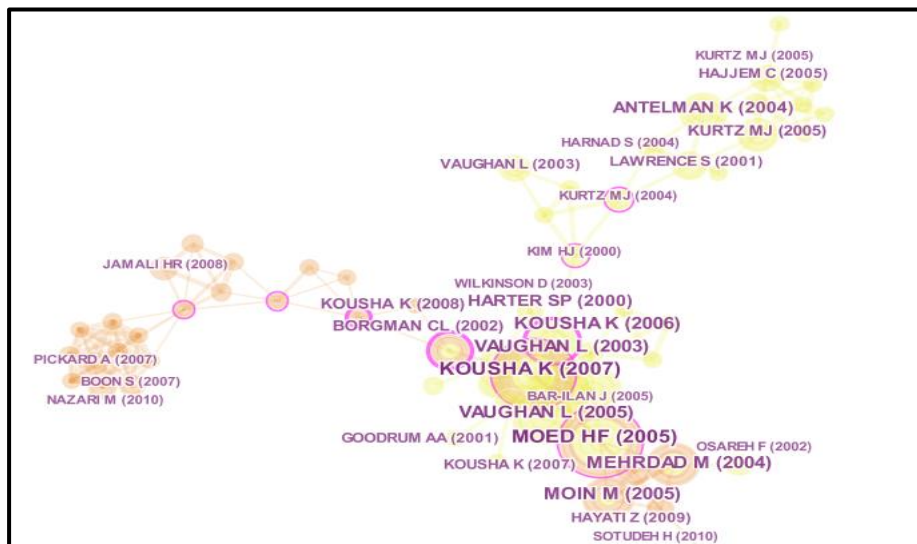 KURTZ MJ (2005)
HAJJEM C (2005)
ANTELMAN K (2004)
KURTZ MJ (2005)
HARNAD S (2004)
LAWRENCE S (2001)
VAUGHAN L (2003)
KURTZ MJ (2004)
KIM HJ (2000)
JAMALI HR (2008)
WILKINSON D (2003)
KOUSHA K (2008)
HARTER SP (2000)
BORGMAN CL (2002)
KOUSHA K (2006)
VAUGHAN L (2003)
PICKARD A (2007)
KOUSHA K (2007)
BOON S (2007)
NAZARI M (2010)
BAR-ILAN J (2005)
VAUGHAN L (2005)
GOODRUM AA (2001)
MOED HF (2005)
OSAREH F (2002)
KOUSHA K (2007)
MEHRDAD M (2004)
MOIN M (2005)
HAYATI Z (2009)
SOTUDEH H (2010)